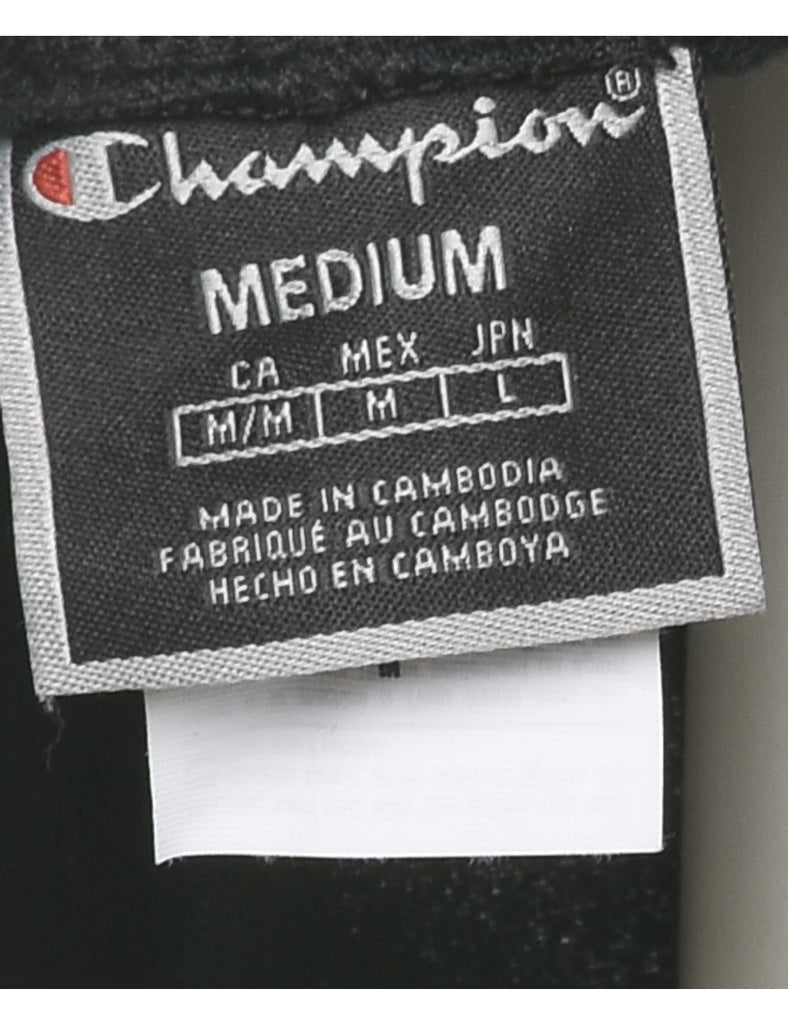 Champion®
MEDIUM
CA MEX JPN
M/M M L
MADE IN CAMBODIA
FABRIQUÉ AU CAMBODGE
HECHO EN CAMBOYA